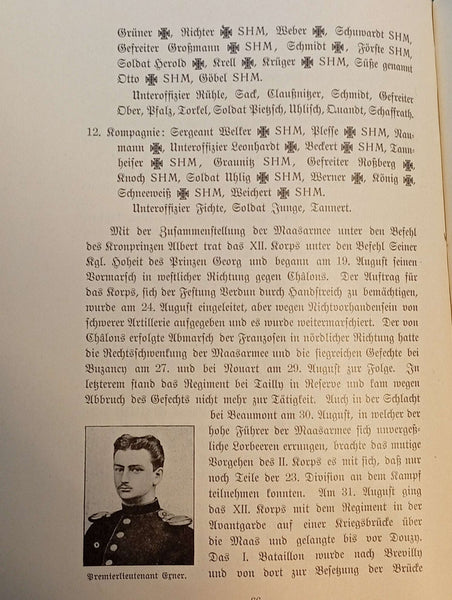 Grüner ✠, Richter ✠ SHM, Weber ✠, Schuwardt SHM,
Gefreiter Großmann ✠ SHM, Schmidt ✠, Förste SHM,
Soldat Herold ✠, Krell ✠, Krüger ✠ SHM, Süße genannt
Otto ✠ SHM, Göbel SHM.
Unteroffizier Rühle, Sack, Claußnitzer, Schmidt, Gefreiter
Ober, Pfalz, Torkel, Soldat Pietzsch, Uhlisch, Quandt, Schaffrath.
12. Kompagnie: Sergeant Welker ✠ SHM, Plesse ✠ SHM, Nau-
mann ✠, Unteroffizier Leonhardt ✠, Beckert ✠ SHM, Tann-
heiser ✠ SHM, Graunitz SHM, Gefreiter Roßberg ✠,
Knoch SHM, Soldat Uhlig ✠ SHM, Werner ✠, König ✠,
Schneeweiß ✠ SHM, Weichert ✠ SHM.
Unteroffizier Fichte, Soldat Junge, Tannert.
Mit der Zusammenstellung der Maasarmee unter den Befehl
des Kronprinzen Albert trat das XII. Korps unter den Befehl Seiner
Kgl. Hoheit des Prinzen Georg und begann am 19. August seinen
Vormarsch in westlicher Richtung gegen Châlons. Der Auftrag für
das Korps, sich der Festung Verdun durch Handstreich zu bemächtigen,
wurde am 24. August eingeleitet, aber wegen Nichtvorhandensein von
schwerer Artillerie aufgegeben und es wurde weitermarschiert. Der von
Châlons erfolgte Abmarsch der Franzosen in nördlicher Richtung hatte
die Rechtsschwenkung der Maasarmee und die siegreichen Gefechte bei
Buzancy am 27. und bei Nouart am 29. August zur Folge. In
letzterem stand das Regiment bei Tailly in Reserve und kam wegen
Abbruch des Gefechts nicht mehr zur Tätigkeit. Auch in der Schlacht
bei Beaumont am 30. August, in welcher der
hohe Führer der Maasarmee sich unvergeß-
liche Lorbeeren errungen, brachte das mutige
Vorgehen des II. Korps es mit sich, daß nur
noch Teile der 23. Division an dem Kampf
teilnehmen konnten. Am 31. August ging
das XII. Korps mit dem Regiment in der
Avantgarde auf einer Kriegsbrücke über
die Maas und gelangte bis vor Douzy.
Das I. Bataillon wurde nach Brevilly
und von dort zur Besetzung der Brücke
Premierlieutenant Exner.